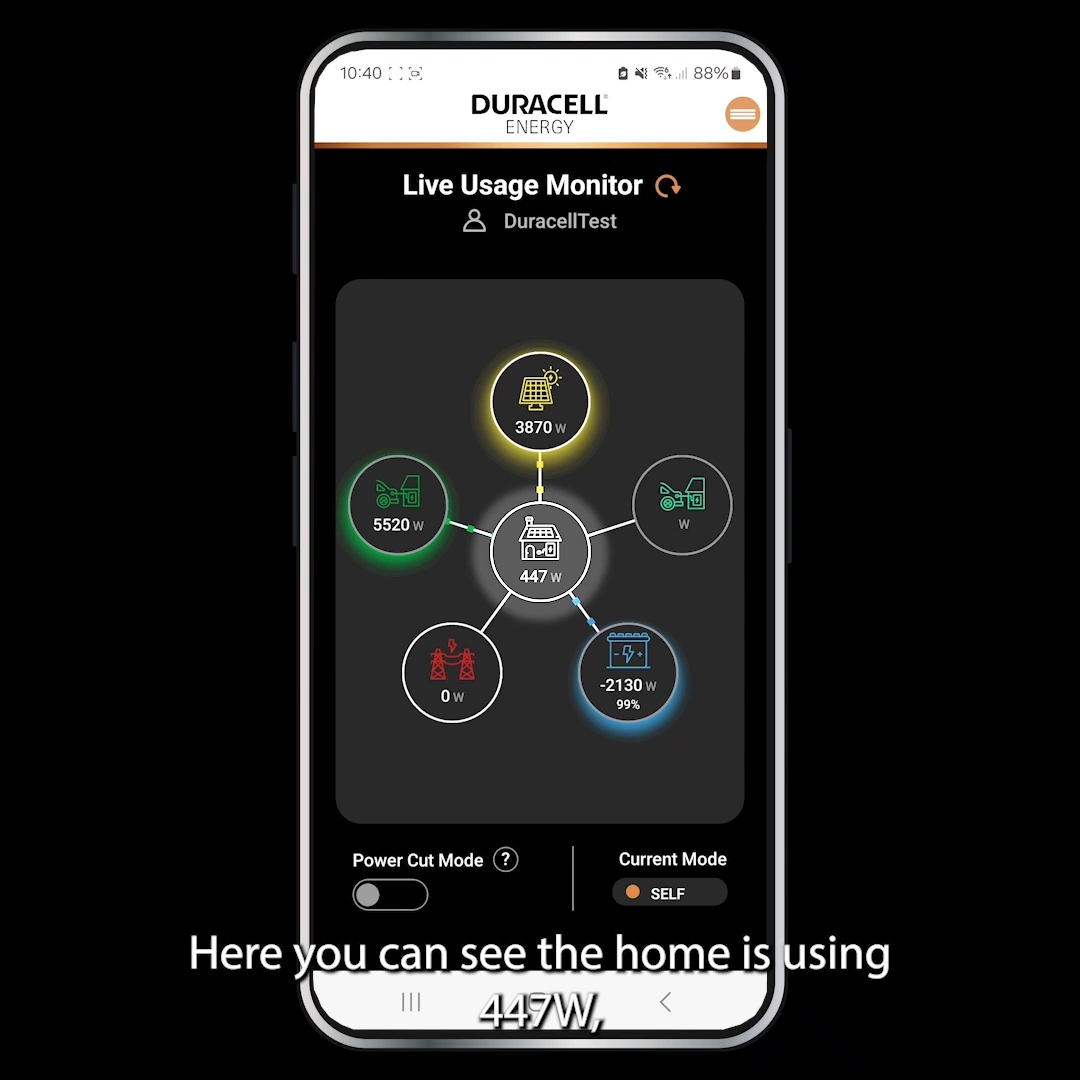 10:40
88%
DURACELL
ENERGY
Live Usage Monitor
DuracellTest
3870 W
5520 W
W
447 W
0 W
-2130 W
99%
Power Cut Mode ?
Current Mode
SELF
Here you can see the home is using
447W,